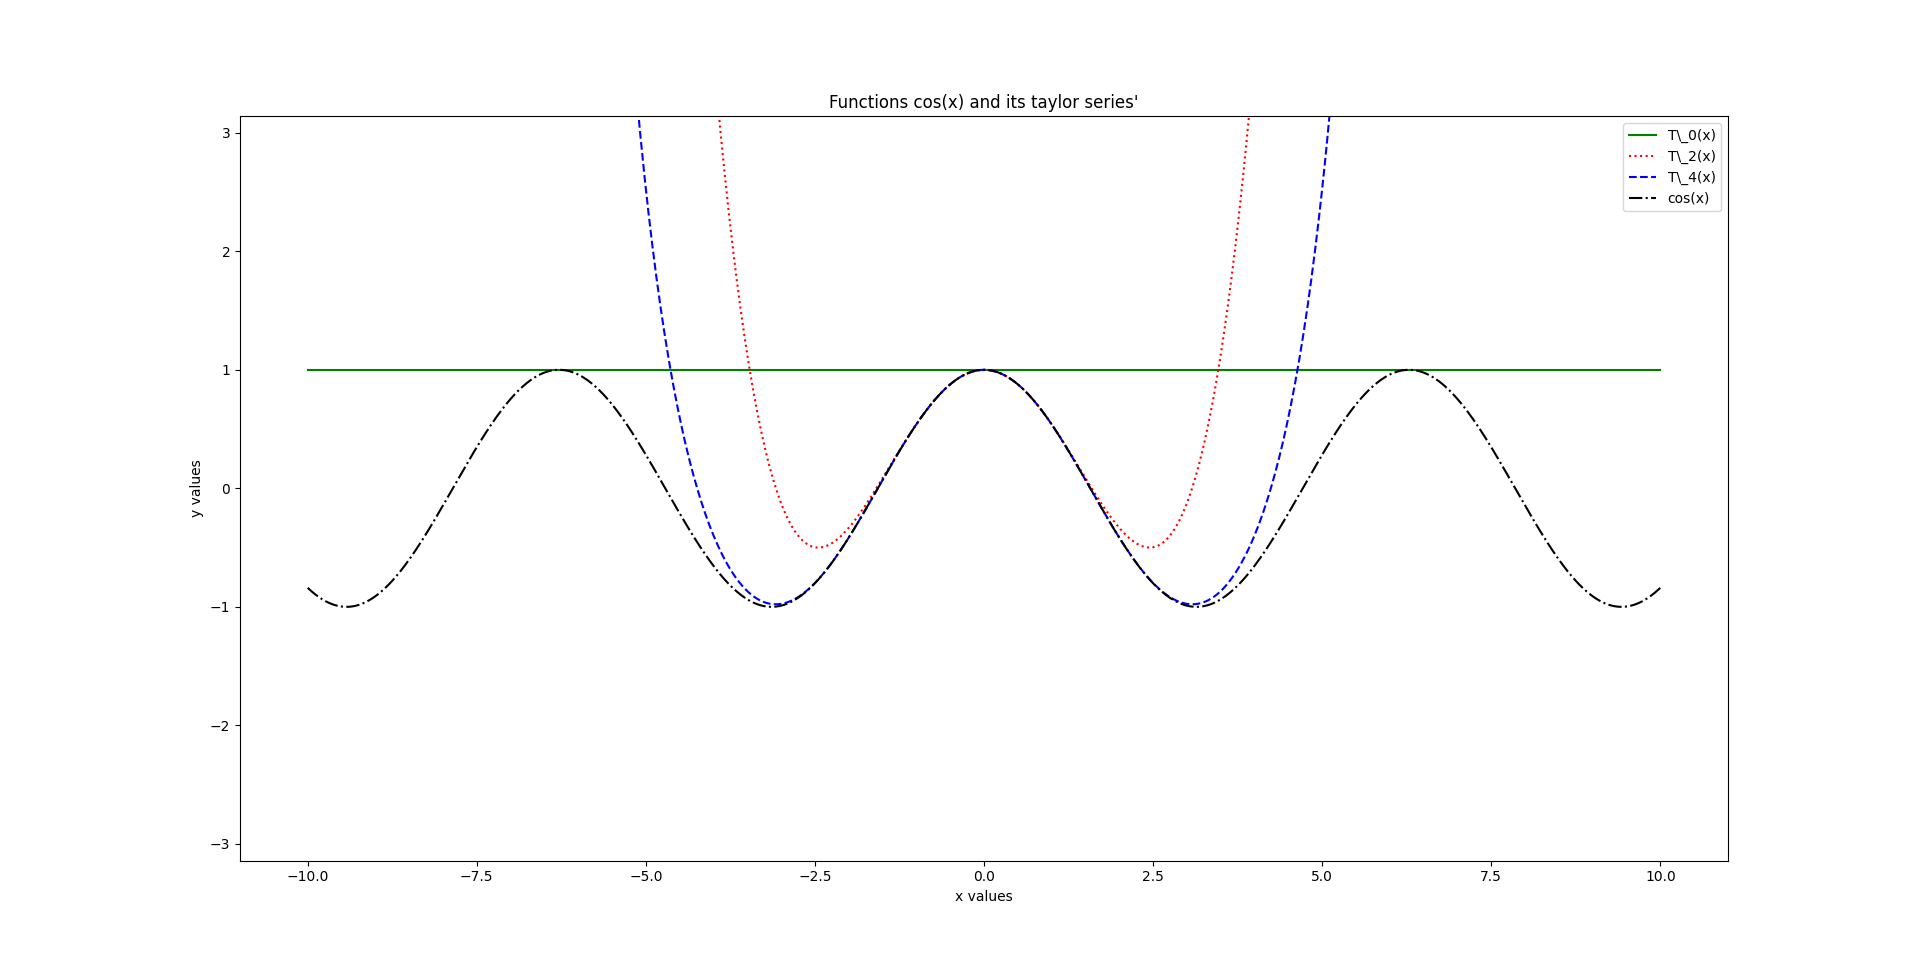 Functions cos(x) and its taylor series'
T\_0(x)
T\_2(x)
T\_4(x)
cos(x)
3
2
1
0
−1
−2
−3
y values
−10.0 −7.5 −5.0 −2.5 0.0 2.5 5.0 7.5 10.0
x values